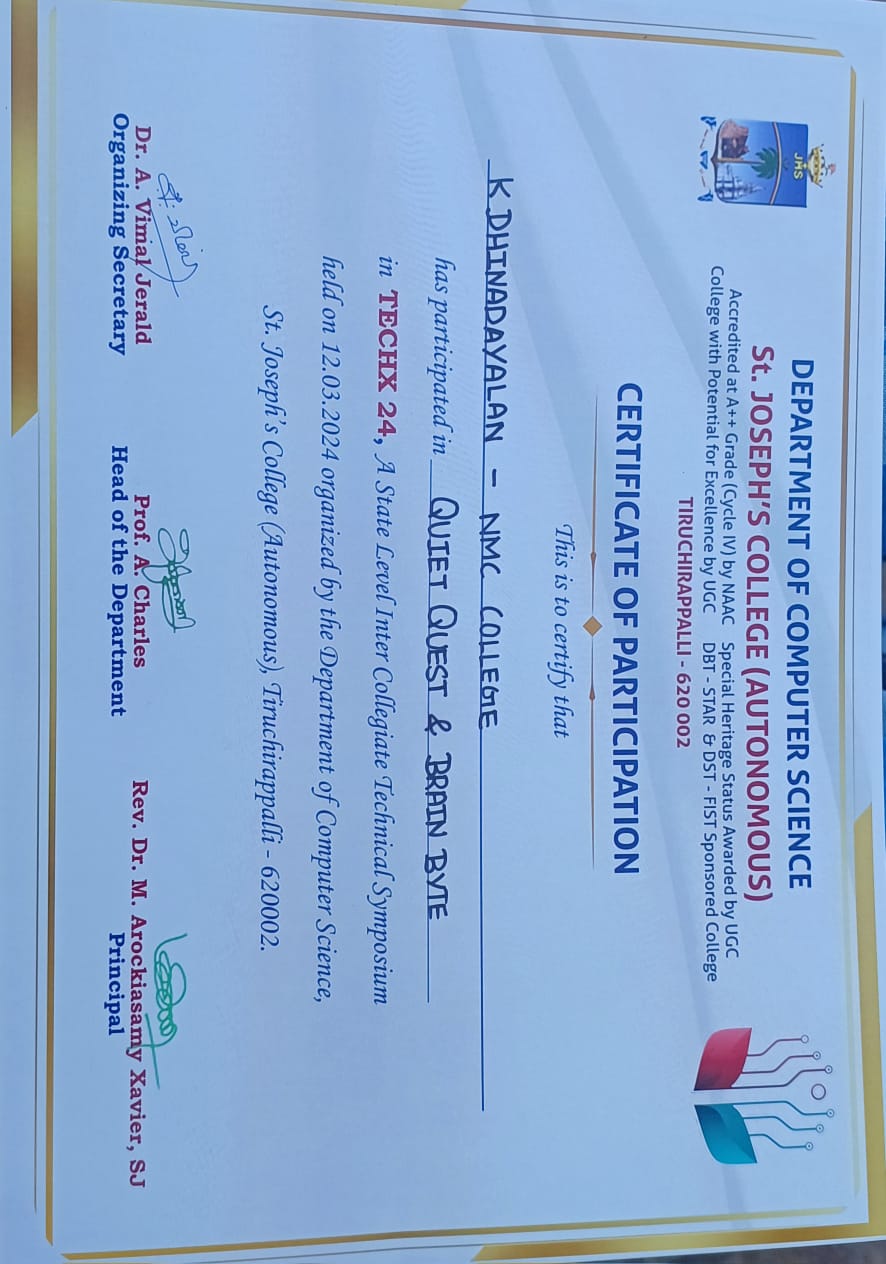 JHS
DEPARTMENT OF COMPUTER SCIENCE
St. JOSEPH'S COLLEGE (AUTONOMOUS)
Accredited at A++ Grade (Cycle IV) by NAAC Special Heritage Status Awarded by UGC
College with Potential for Excellence by UGC DBT - STAR & DST - FIST Sponsored College
TIRUCHIRAPPALLI - 620 002
CERTIFICATE OF PARTICIPATION
This is to certify that
K DHINADAYALAN - NMC COLLEGE
has participated in QUIET QUEST & BRAIN BYTE
in TECHX 24, A State Level Inter Collegiate Technical Symposium
held on 12.03.2024 organized by the Department of Computer Science,
St. Joseph's College (Autonomous), Tiruchirappalli - 620002.
Dr. A. Vimal Jerald Prof. A. Charles Rev. Dr. M. Arockiasamy Xavier, SJ
Organizing Secretary Head of the Department Principal